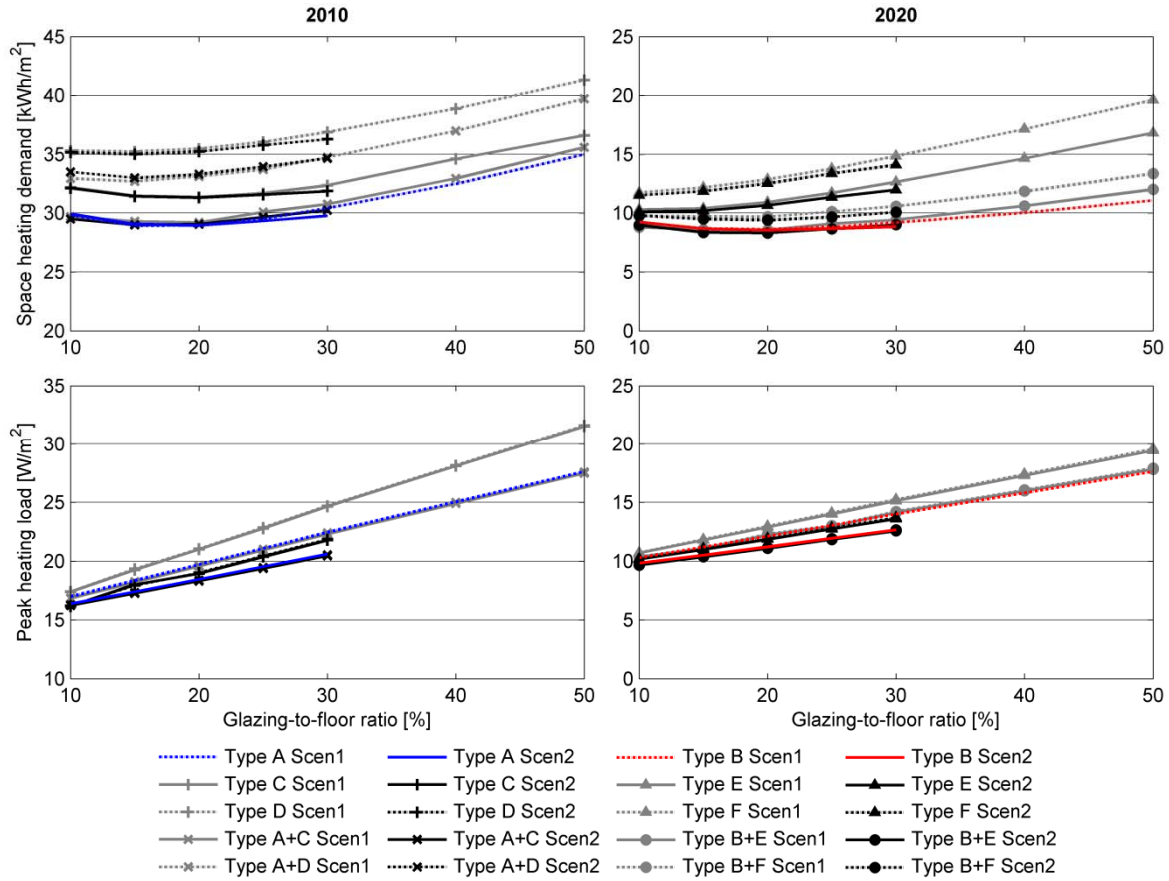 2010
2020
Space heating demand [kWh/m²]
45
40
35
30
25
20
10
20
30
40
50
25
20
15
10
5
0
10
20
30
40
50
Peak heating load [W/m²]
35
30
25
20
15
10
10
20
30
40
50
Glazing-to-floor ratio [%]
25
20
15
10
5
0
10
20
30
40
50
Glazing-to-floor ratio [%]
Type A Scen1
Type A Scen2
Type B Scen1
Type B Scen2
Type C Scen1
Type C Scen2
Type E Scen1
Type E Scen2
Type D Scen1
Type D Scen2
Type F Scen1
Type F Scen2
Type A+C Scen1
Type A+C Scen2
Type B+E Scen1
Type B+E Scen2
Type A+D Scen1
Type A+D Scen2
Type B+F Scen1
Type B+F Scen2